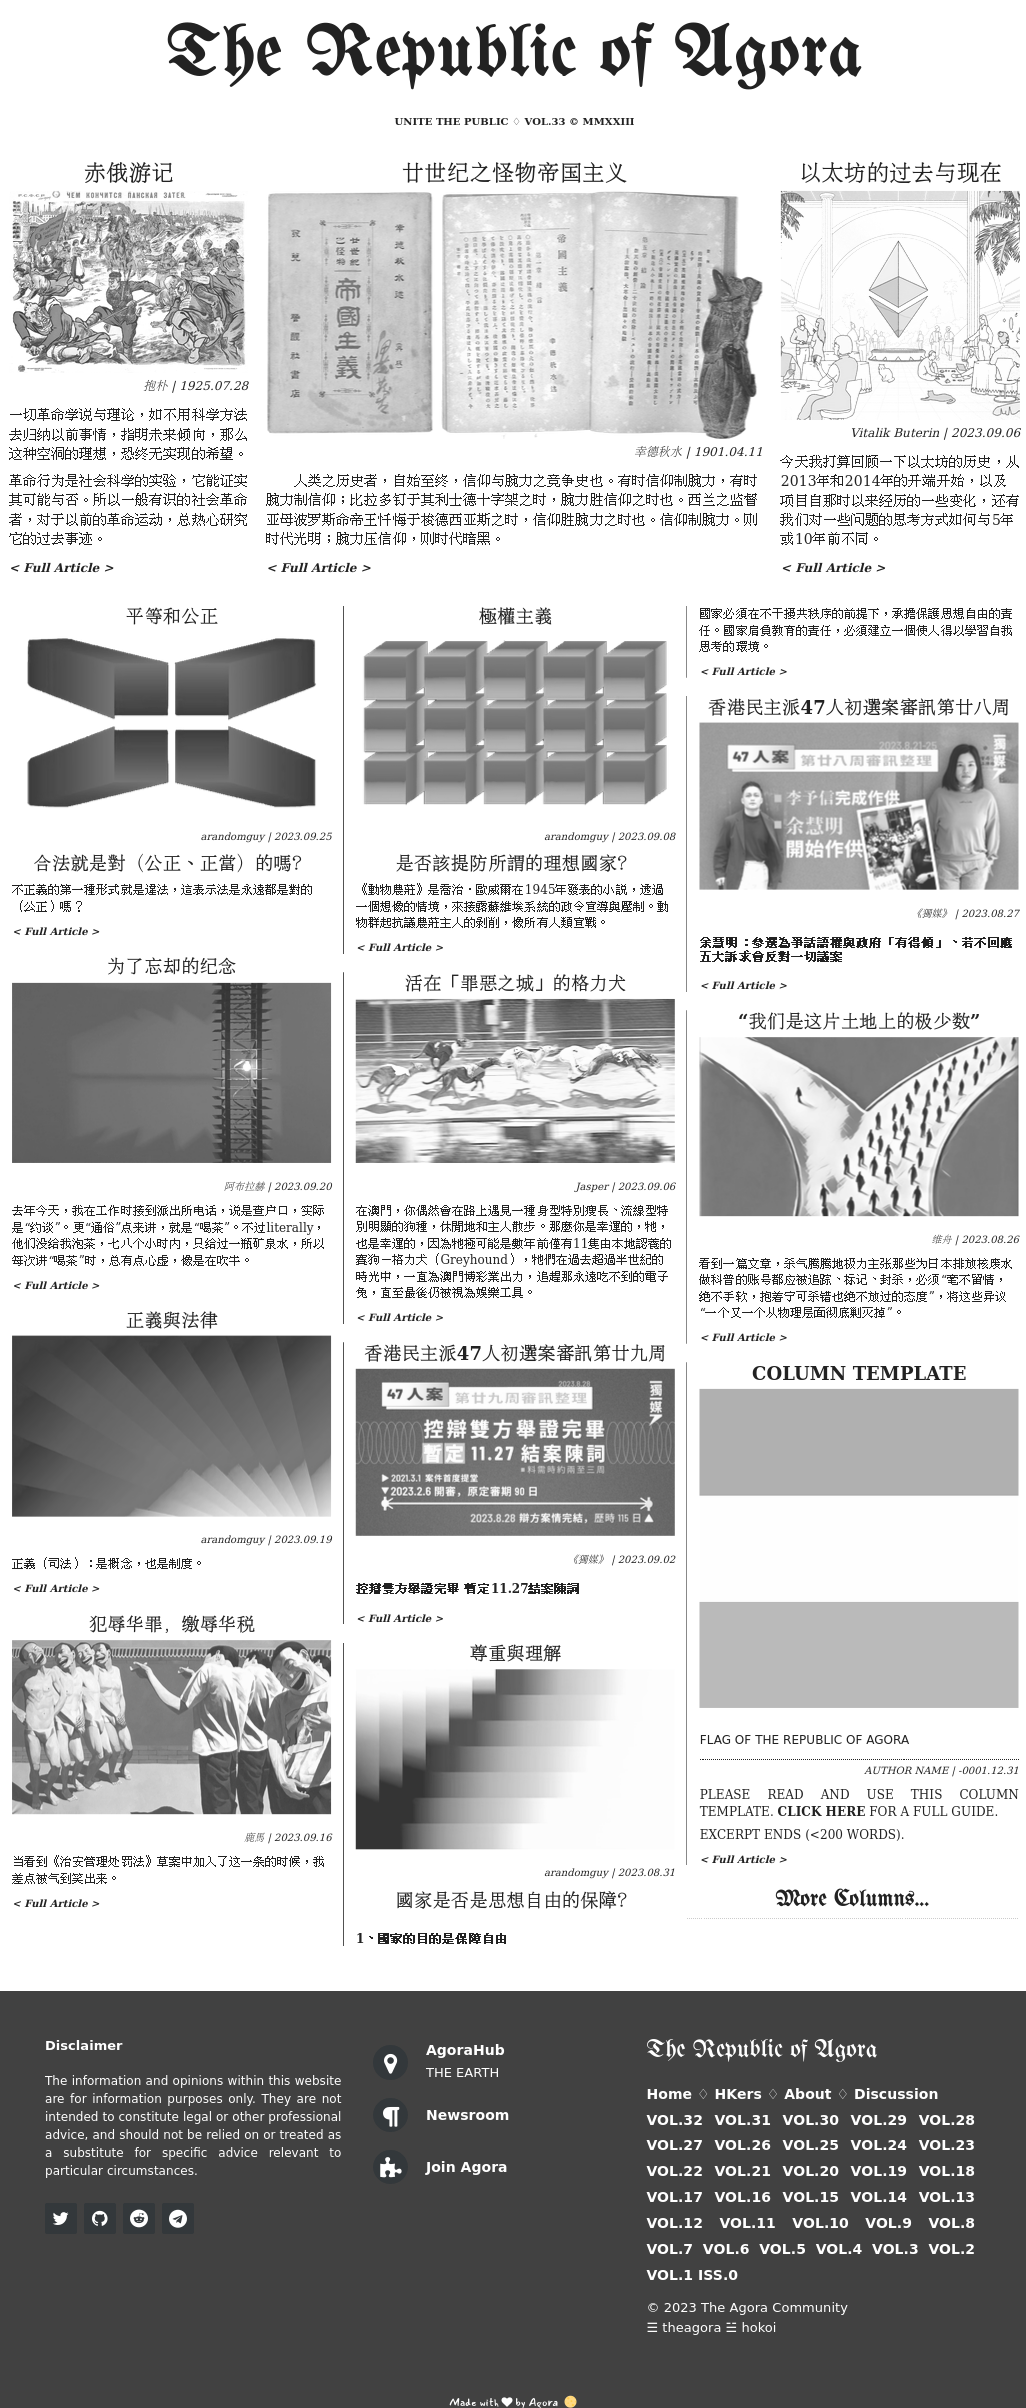 The Republic of Agora
UNITE THE PUBLIC ♢ VOL.33 © MMXXIII
赤俄游记
抱朴 | 1925.07.28
一切革命学说与理论，如不用科学方法
去归纳以前事情，指明未来倾向，那么
这种空洞的理想，恐终无实现的希望。
革命行为是社会科学的实验，它能证实
其可能与否。所以一般有识的社会革命
者，对于以前的革命运动，总热心研究
它的过去事迹。
< Full Article >
廿世纪之怪物帝国主义
幸德秋水 | 1901.04.11
人类之历史者，自始至终，信仰与腕力之竞争史也。有时信仰制腕力，有时
腕力制信仰；比拉多钉于其利士德十字架之时，腕力胜信仰之时也。西兰之监督
亚母波罗斯命帝王忏悔于梭德西亚斯之时，信仰胜腕力之时也。信仰制腕力。则
时代光明；腕力压信仰，则时代暗黑。
< Full Article >
以太坊的过去与现在
Vitalik Buterin | 2023.09.06
今天我打算回顾一下以太坊的历史，从
2013年和2014年的开端开始，以及
项目自那时以来经历的一些变化，还有
我们对一些问题的思考方式如何与5年
或10年前不同。
< Full Article >
平等和公正
arandomguy | 2023.09.25
合法就是對（公正、正當）的嗎？
不正義的第一種形式就是違法，這表示法是永遠都是對的
（公正）嗎？
< Full Article >
为了忘却的纪念
阿布拉赫 | 2023.09.20
去年今天，我在工作时接到派出所电话，说是查户口，实际
是“约谈”。更“通俗”点来讲，就是“喝茶”。不过literally，
他们没给我泡茶，七八个小时内，只给过一瓶矿泉水，所以
每次讲“喝茶”时，总有点心虚，像是在吹牛。
< Full Article >
正義與法律
arandomguy | 2023.09.19
正義（司法）：是概念，也是制度。
< Full Article >
犯辱华罪，缴辱华税
鹿馬 | 2023.09.16
当看到《治安管理处罚法》草案中加入了这一条的时候，我
差点被气到笑出来。
< Full Article >
極權主義
arandomguy | 2023.09.08
是否該提防所謂的理想國家？
《動物農莊》是喬治·歐威爾在1945年發表的小說，透過
一個想像的情境，來接露蘇維埃系統的政令宣導與壓制。動
物群起抗議農莊主人的剝削，像所有人類宣戰。
< Full Article >
活在「罪惡之城」的格力犬
Jasper | 2023.09.06
在澳門，你偶然會在路上遇見一種身型特別瘦長、流線型特
別明顯的狗種，休閒地和主人散步。那麼你是幸運的，牠，
也是幸運的，因為牠極可能是數年前僅有11隻由本地認養的
賽狗－格力犬（Greyhound），牠們在過去超過半世紀的
時光中，一直為澳門博彩業出力，追趕那永遠吃不到的電子
兔，直至最後仍被視為娛樂工具。
< Full Article >
香港民主派47人初選案審訊第廿九周
2023.8.28
47 人案 第廿九周審訊整理
獨媒
控辯雙方舉證完畢
暫定 11.27 結案陳詞
料需時約兩至三周
▶ 2021.3.1 案件首度提堂
▼2023.2.6 開審，原定審期 90 日
2023.8.28 辯方案情完結，歷時 115 日 ▲
《獨媒》 | 2023.09.02
控辯雙方舉證完畢 暫定11.27結案陳詞
< Full Article >
尊重與理解
arandomguy | 2023.08.31
國家是否是思想自由的保障？
1、國家的目的是保障自由
國家必須在不干擾共秩序的前提下，承擔保護思想自由的責
任。國家肩負教育的責任，必須建立一個使人得以學習自我
思考的環境。
< Full Article >
香港民主派47人初選案審訊第廿八周
2023.8.21-25
47 人案 第廿八周審訊整理
獨媒
李予信完成作供
余慧明
開始作供
《獨媒》 | 2023.08.27
余慧明：參選為爭話語權與政府「有得傾」、若不回應
五大訴求會反對一切議案
< Full Article >
“我们是这片土地上的极少数”
维舟 | 2023.08.26
看到一篇文章，杀气腾腾地极力主张那些为日本排放核废水
做科普的账号都应被追踪、标记、封杀，必须“毫不留情，
绝不手软，抱着宁可杀错也绝不放过的态度”，将这些异议
“一个又一个从物理层面彻底剿灭掉”。
< Full Article >
COLUMN TEMPLATE
FLAG OF THE REPUBLIC OF AGORA
AUTHOR NAME | -0001.12.31
PLEASE READ AND USE THIS COLUMN
TEMPLATE. CLICK HERE FOR A FULL GUIDE.
EXCERPT ENDS (<200 WORDS).
< Full Article >
More Columns...
Disclaimer
The information and opinions within this website
are for information purposes only. They are not
intended to constitute legal or other professional
advice, and should not be relied on or treated as
a substitute for specific advice relevant to
particular circumstances.
AgoraHub
THE EARTH
Newsroom
Join Agora
The Republic of Agora
Home ♢ HKers ♢ About ♢ Discussion
VOL.32 VOL.31 VOL.30 VOL.29 VOL.28
VOL.27 VOL.26 VOL.25 VOL.24 VOL.23
VOL.22 VOL.21 VOL.20 VOL.19 VOL.18
VOL.17 VOL.16 VOL.15 VOL.14 VOL.13
VOL.12 VOL.11 VOL.10 VOL.9 VOL.8
VOL.7 VOL.6 VOL.5 VOL.4 VOL.3 VOL.2
VOL.1 ISS.0
© 2023 The Agora Community
☰ theagora ☱ hokoi
Made with ♥ by Agora